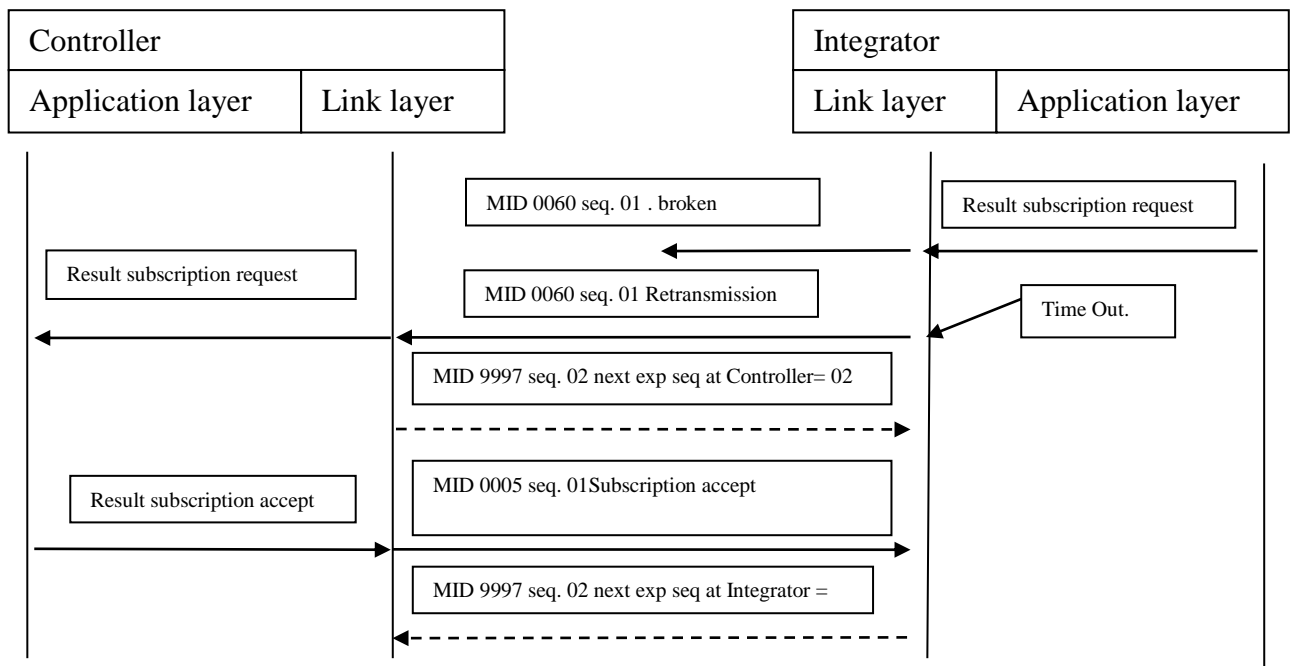 Controller
Integrator
Application layer
Link layer
Link layer
Application layer
MID 0060 seq. 01 . broken
Result subscription request
Result subscription request
MID 0060 seq. 01 Retransmission
Time Out.
MID 9997 seq. 02 next exp seq at Controller= 02
Result subscription accept
MID 0005 seq. 01Subscription accept
MID 9997 seq. 02 next exp seq at Integrator =